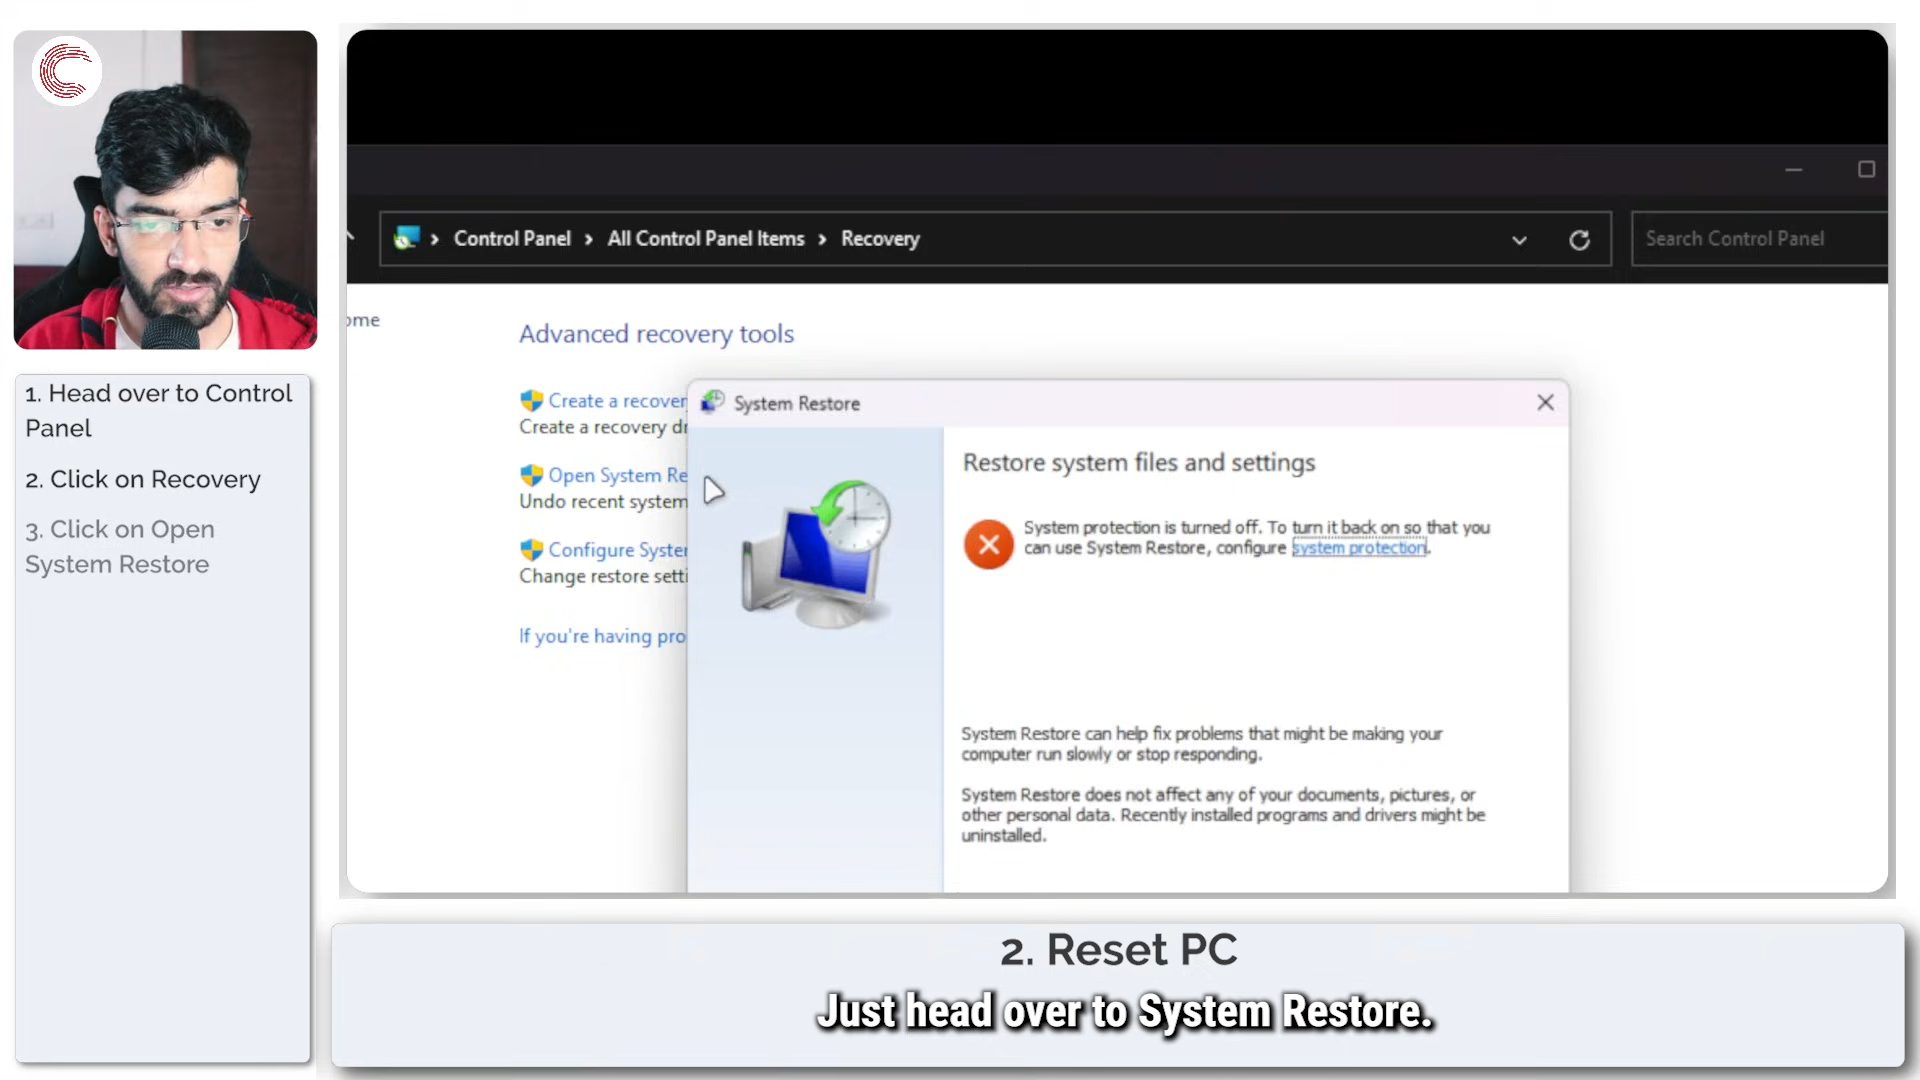 1. Head over to Control
Panel
2. Click on Recovery
3. Click on Open
System Restore
Control Panel
All Control Panel Items
Recovery
Search Control Panel
ome
Advanced recovery tools
Create a recover
Create a recovery dr
Open System Re
Undo recent system
Configure System
Change restore setti
If you're having pro
System Restore
Restore system files and settings
System protection is turned off. To turn it back on so that you
can use System Restore, configure system protection.
System Restore can help fix problems that might be making your
computer run slowly or stop responding.
System Restore does not affect any of your documents, pictures, or
other personal data. Recently installed programs and drivers might be
uninstalled.
2. Reset PC
Just head over to System Restore.